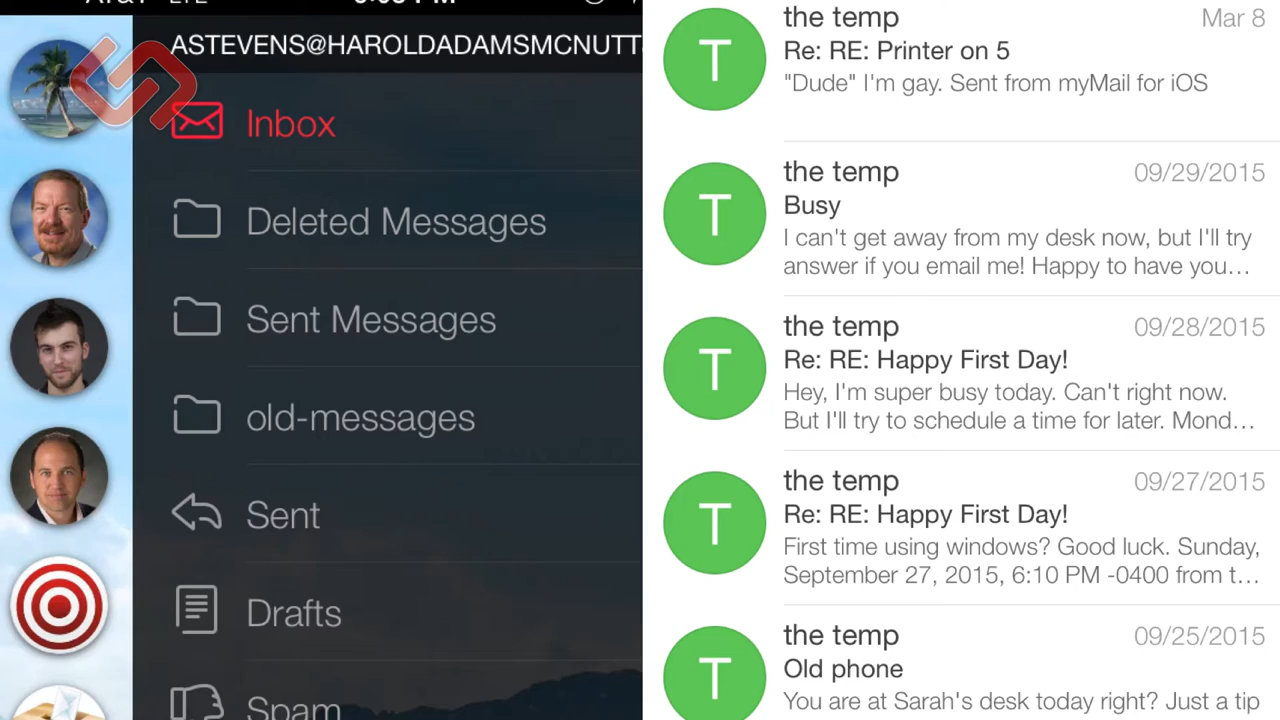 ASTEVENS@HAROLDADAMSMCNUTT
Inbox
Deleted Messages
Sent Messages
old-messages
Sent
Drafts
Spam
the temp
Mar 8
Re: RE: Printer on 5
"Dude" I'm gay. Sent from myMail for iOS
the temp
09/29/2015
Busy
I can't get away from my desk now, but I'll try
answer if you email me! Happy to have you…
the temp
09/28/2015
Re: RE: Happy First Day!
Hey, I'm super busy today. Can't right now.
But I'll try to schedule a time for later. Mond…
the temp
09/27/2015
Re: RE: Happy First Day!
First time using windows? Good luck. Sunday,
September 27, 2015, 6:10 PM -0400 from t…
the temp
09/25/2015
Old phone
You are at Sarah's desk today right? Just a tip
T
T
T
T
T